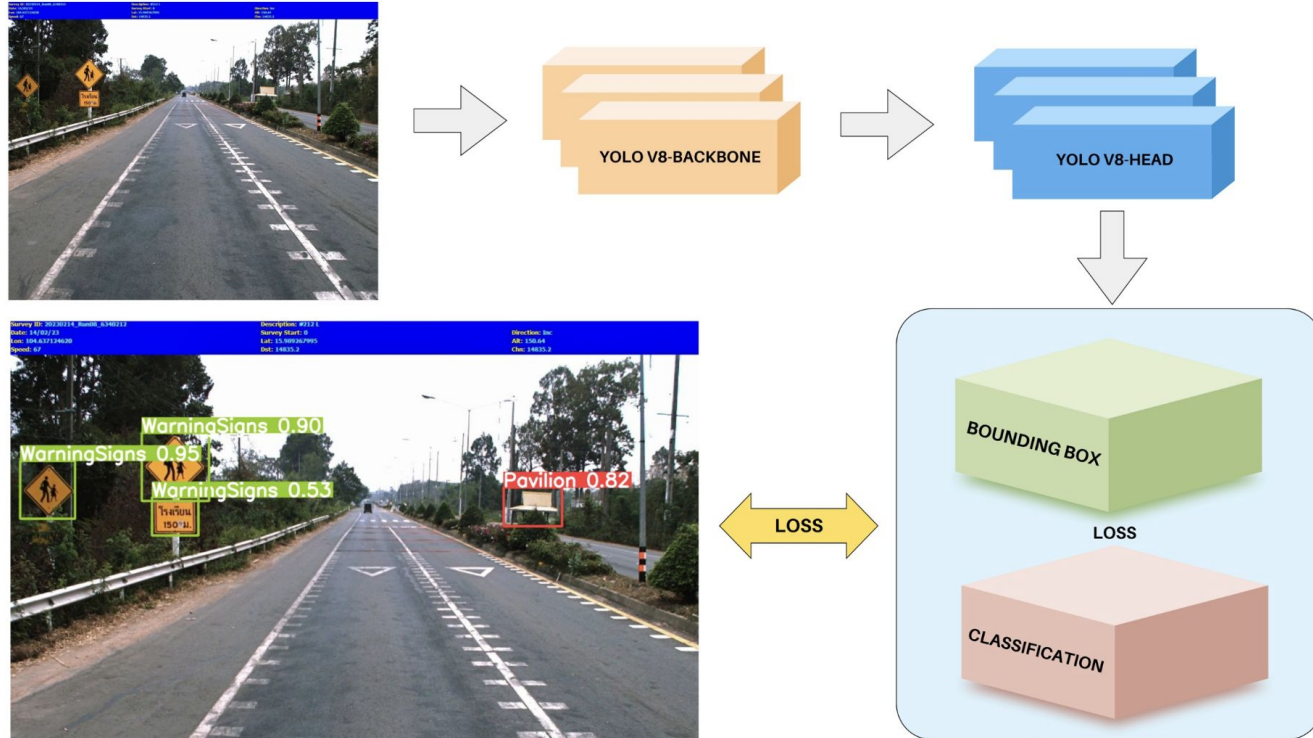 Survey ID: 20230214_Run08_6340212
Description: #212 L
Date: 14/02/23
Survey Start: 0
Direction: Inc
Lon: 104.637124620
Lat: 15.909267995
Alt: 150.64
Speed: 67
Dst: 14835.2
Chn: 14835.2
YOLO V8-BACKBONE
YOLO V8-HEAD
WarningSigns 0.90
WarningSigns 0.95
WarningSigns 0.53
โรงเรียน
150 ม.
Pavilion 0.82
LOSS
BOUNDING BOX
LOSS
CLASSIFICATION